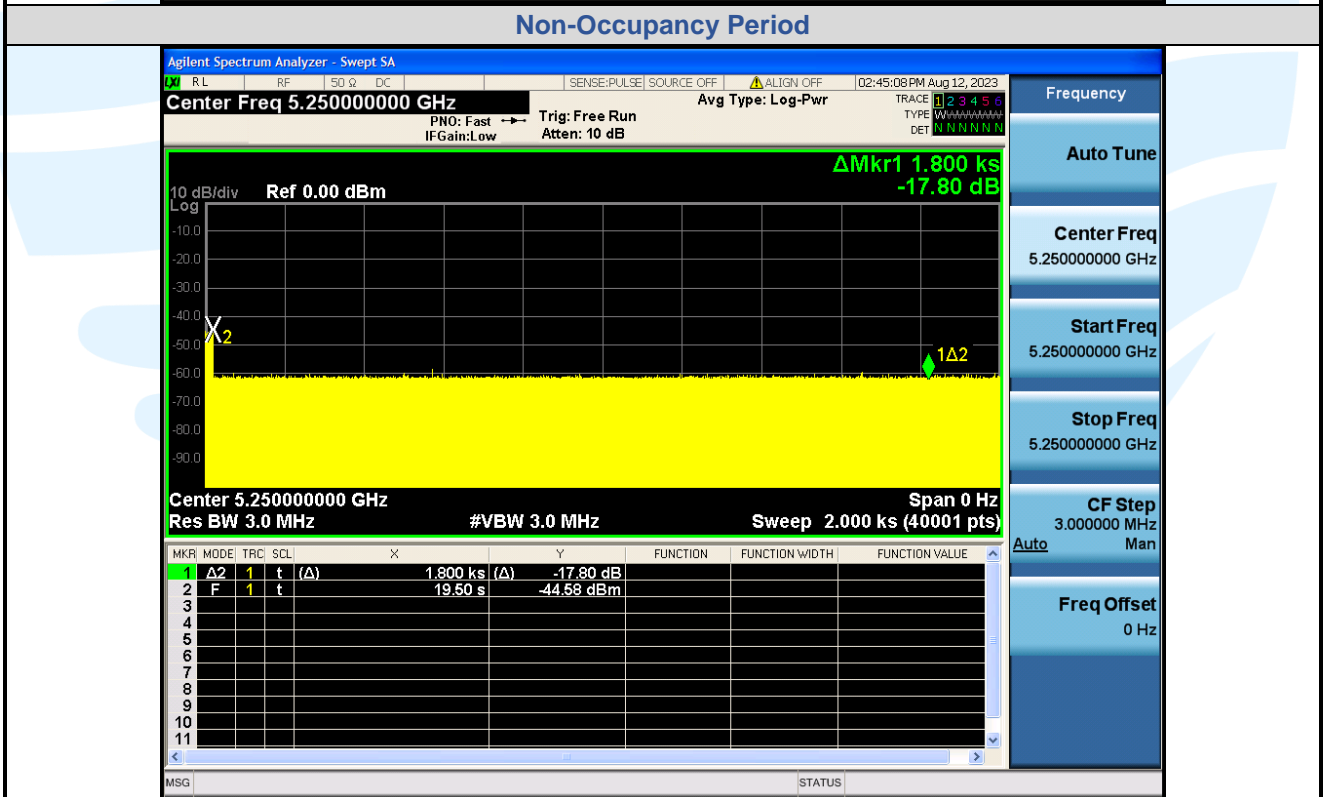 Non-Occupancy Period
Agilent Spectrum Analyzer - Swept SA
LXI RL RF 50 Ω DC SENSE:PULSE SOURCE OFF ALIGN OFF 02:45:08 PM Aug 12, 2023
Center Freq 5.250000000 GHz
PNO: Fast
IFGain:Low
Trig: Free Run
Atten: 10 dB
Avg Type: Log-Pwr
TRACE 1 2 3 4 5 6
TYPE W
DET N N N N N N
Frequency
ΔMkr1 1.800 ks
-17.80 dB
10 dB/div Ref 0.00 dBm
Log
-10.0
-20.0
-30.0
-40.0
-50.0
-60.0
-70.0
-80.0
-90.0
X2
1Δ2
Center 5.250000000 GHz Span 0 Hz
Res BW 3.0 MHz #VBW 3.0 MHz Sweep 2.000 ks (40001 pts)
MKR MODE TRC SCL X Y FUNCTION FUNCTION WIDTH FUNCTION VALUE
1 Δ2 1 t (Δ) 1.800 ks (Δ) -17.80 dB
2 F 1 t 19.50 s -44.58 dBm
3
4
5
6
7
8
9
10
11
MSG STATUS
Auto Tune
Center Freq
5.250000000 GHz
Start Freq
5.250000000 GHz
Stop Freq
5.250000000 GHz
CF Step
3.000000 MHz
Auto Man
Freq Offset
0 Hz